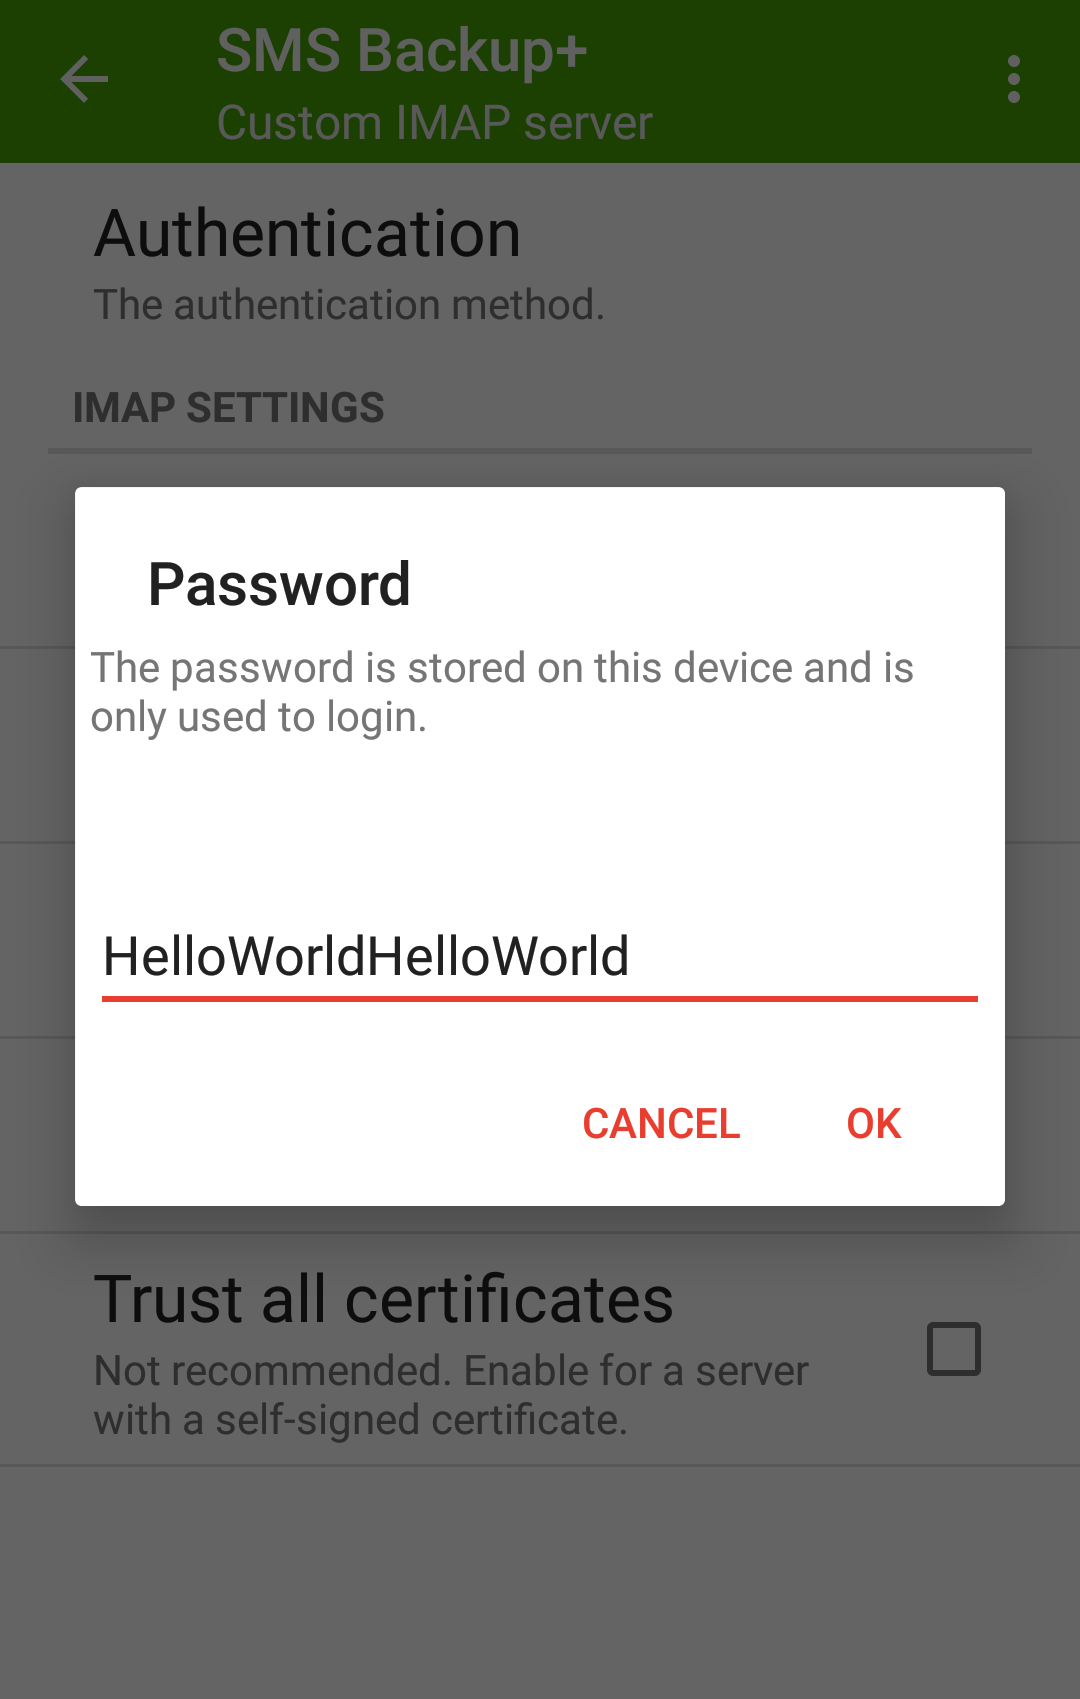 SMS Backup+
Custom IMAP server
Authentication
The authentication method.
IMAP SETTINGS
Password
The password is stored on this device and is
only used to login.
HelloWorldHelloWorld
CANCEL OK
Trust all certificates
Not recommended. Enable for a server
with a self-signed certificate.